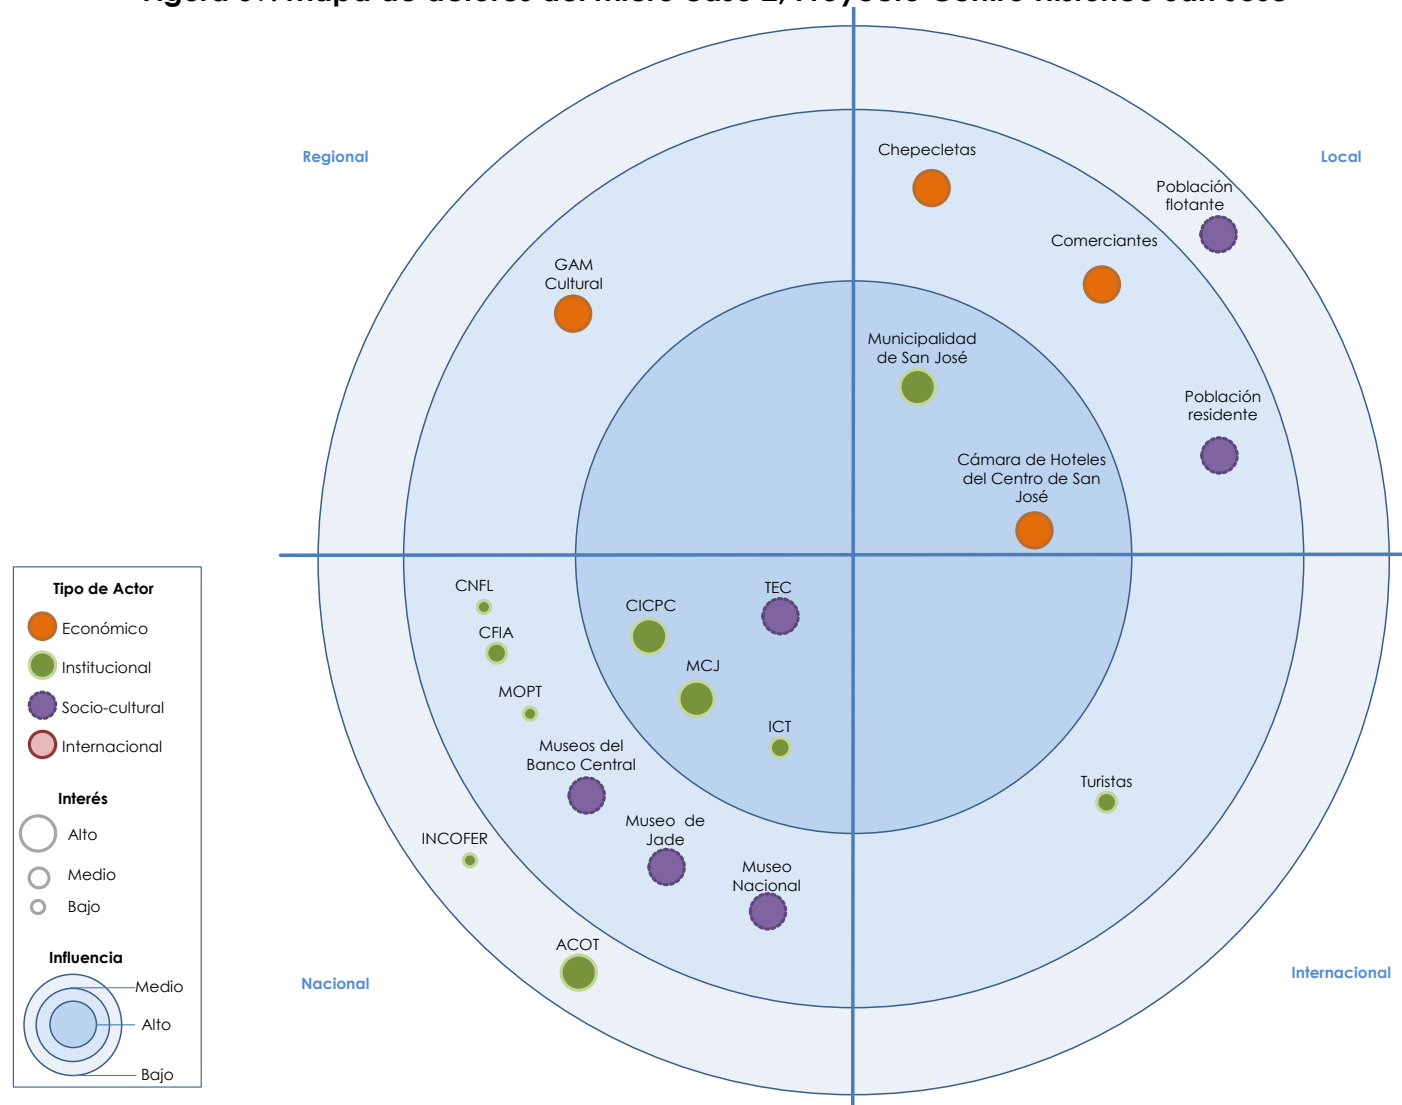 Regional
Local
Chepecletas
Población
flotante
Comerciantes
GAM
Cultural
Municipalidad
de San José
Población
residente
Cámara de Hoteles
del Centro de San
José
CNFL
CFIA
MOPT
CICPC
TEC
MCJ
ICT
Museos del
Banco Central
Museo de
Jade
Museo
Nacional
INCOFER
ACOT
Turistas
Nacional
Internacional
Tipo de Actor
Económico
Institucional
Socio-cultural
Internacional
Interés
Alto
Medio
Bajo
Influencia
Medio
Alto
Bajo